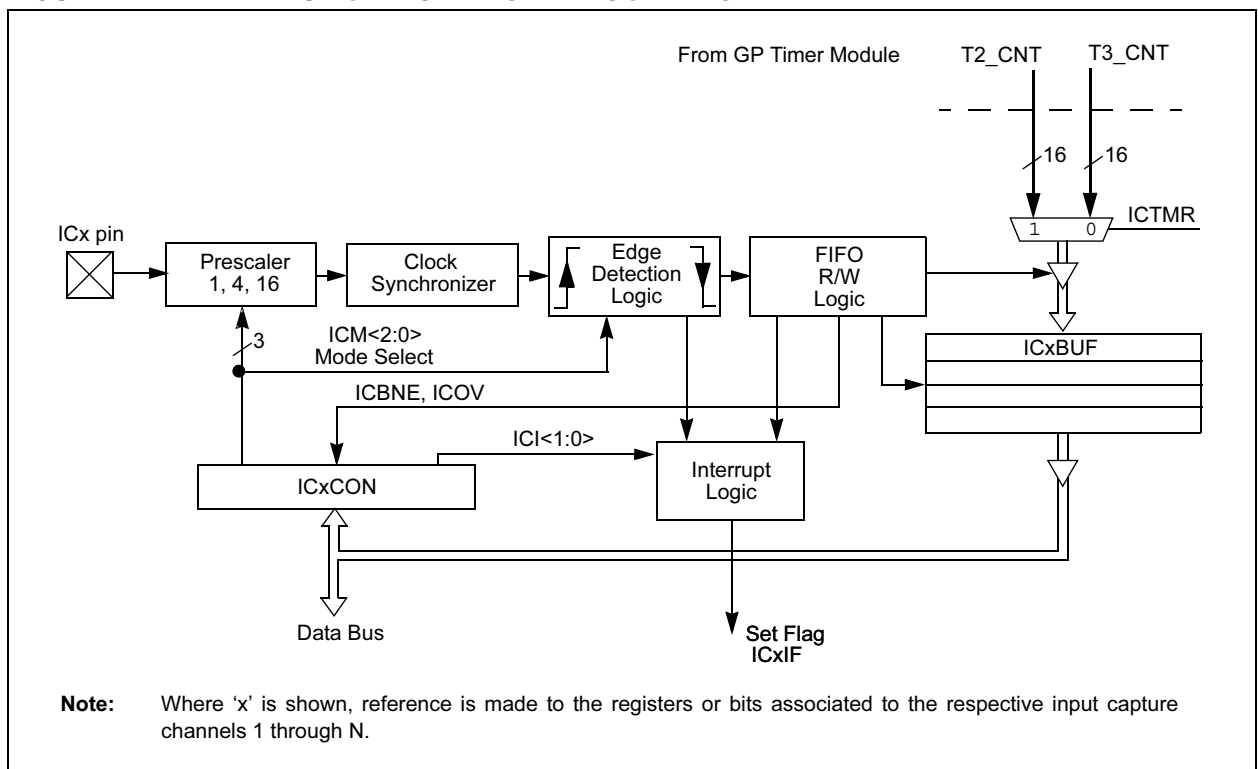 From GP Timer Module
T2_CNT
T3_CNT
16
16
ICx pin
1 0
ICTMR
Prescaler
1, 4, 16
Clock
Synchronizer
Edge
Detection
Logic
FIFO
R/W
Logic
3
ICM<2:0>
Mode Select
ICxBUF
ICBNE, ICOV
ICI<1:0>
ICxCON
Interrupt
Logic
Data Bus
Set Flag
ICxIF
Note: Where ‘x’ is shown, reference is made to the registers or bits associated to the respective input capture
channels 1 through N.